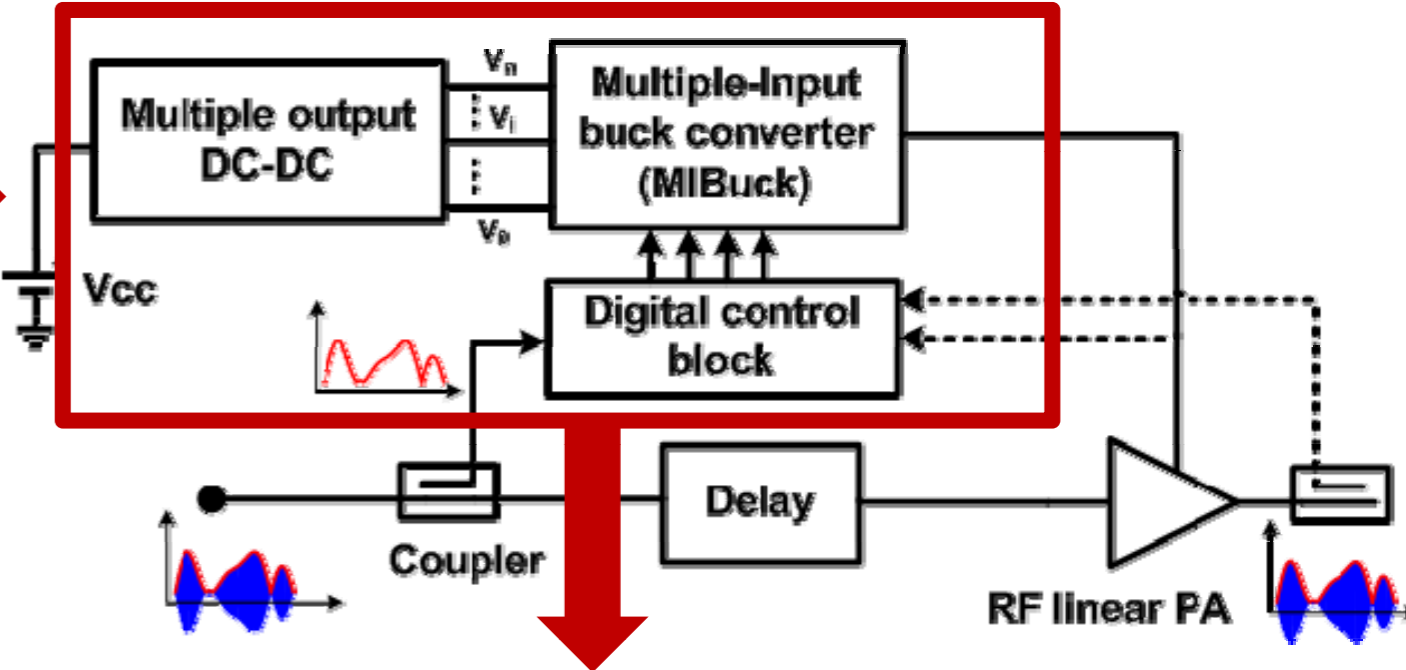 Multiple output
DC-DC
Vn
Vi
V0
Multiple-Input
buck converter
(MIBuck)
Vcc
Digital control
block
Coupler
Delay
RF linear PA